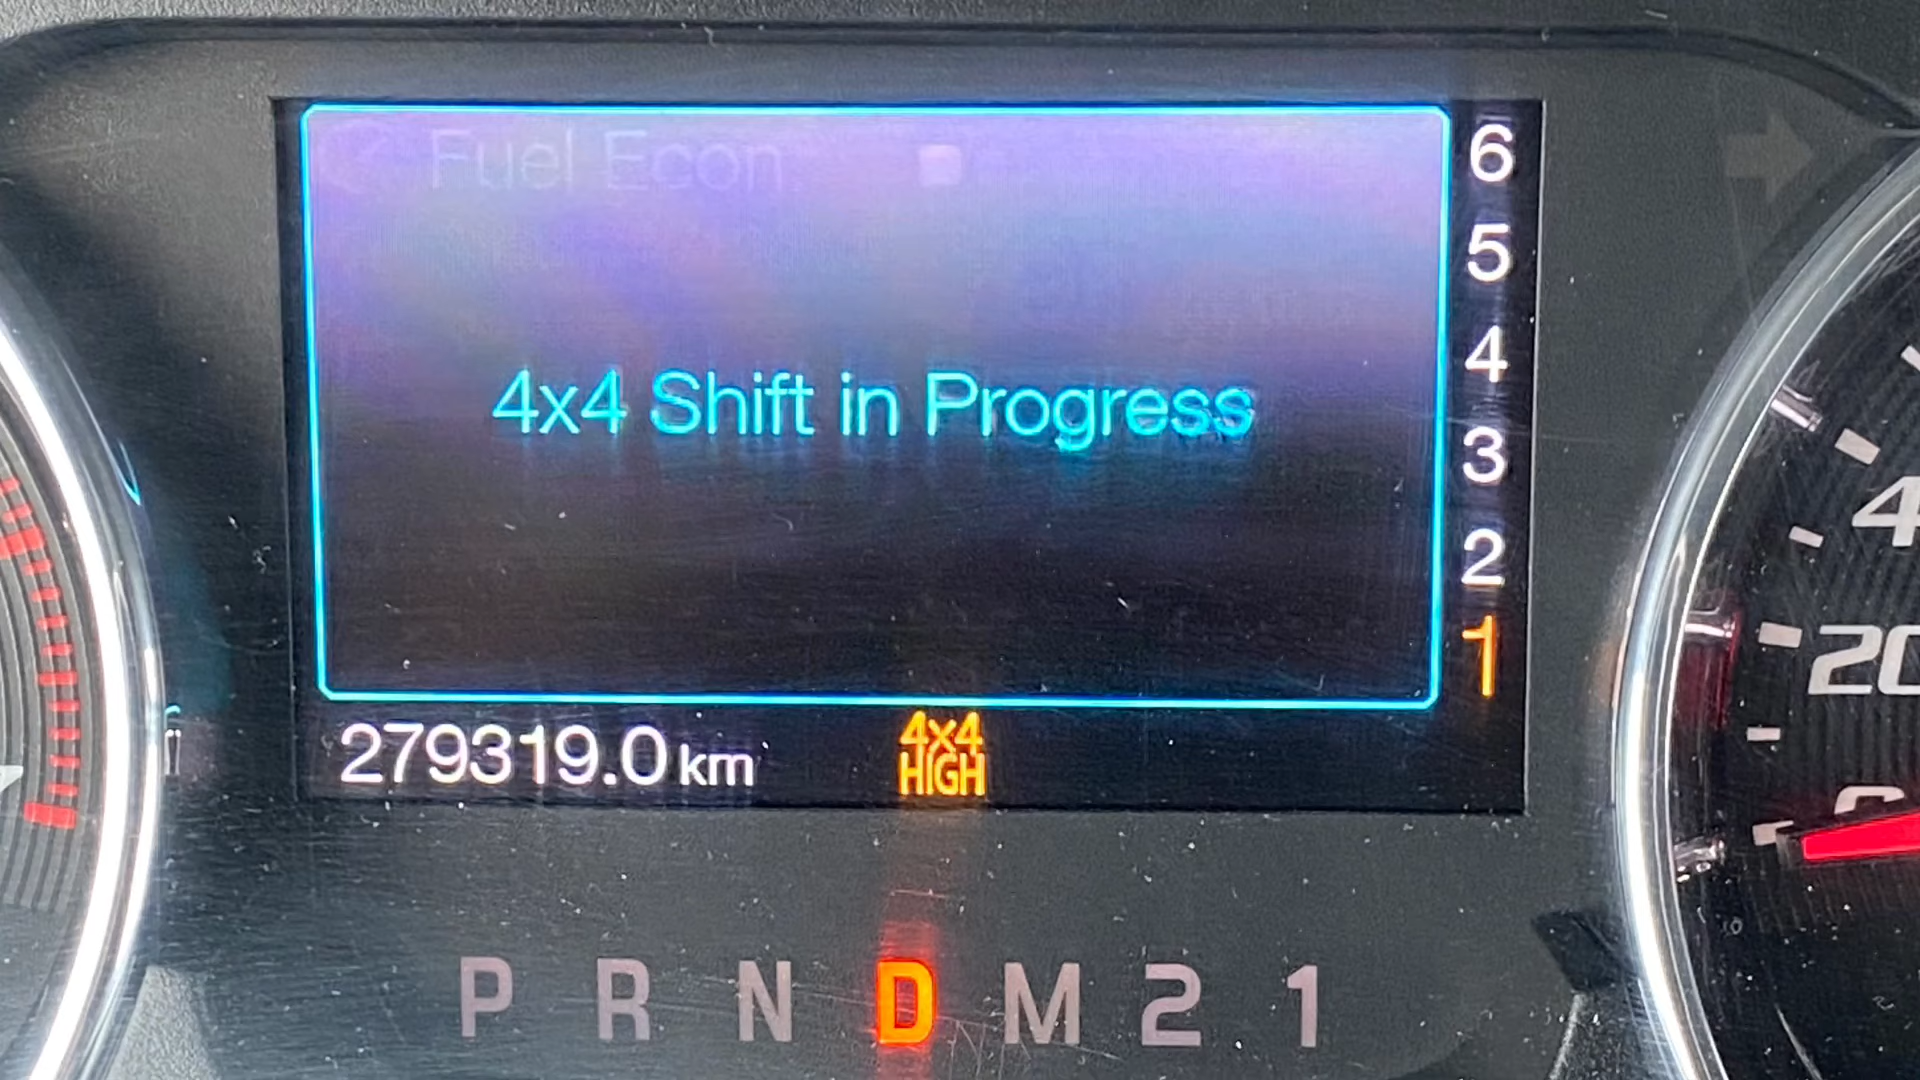 Fuel Econ
4x4 Shift in Progress
6
5
4
3
2
1
279319.0 km
4x4
HIGH
P R N D M 2 1
20